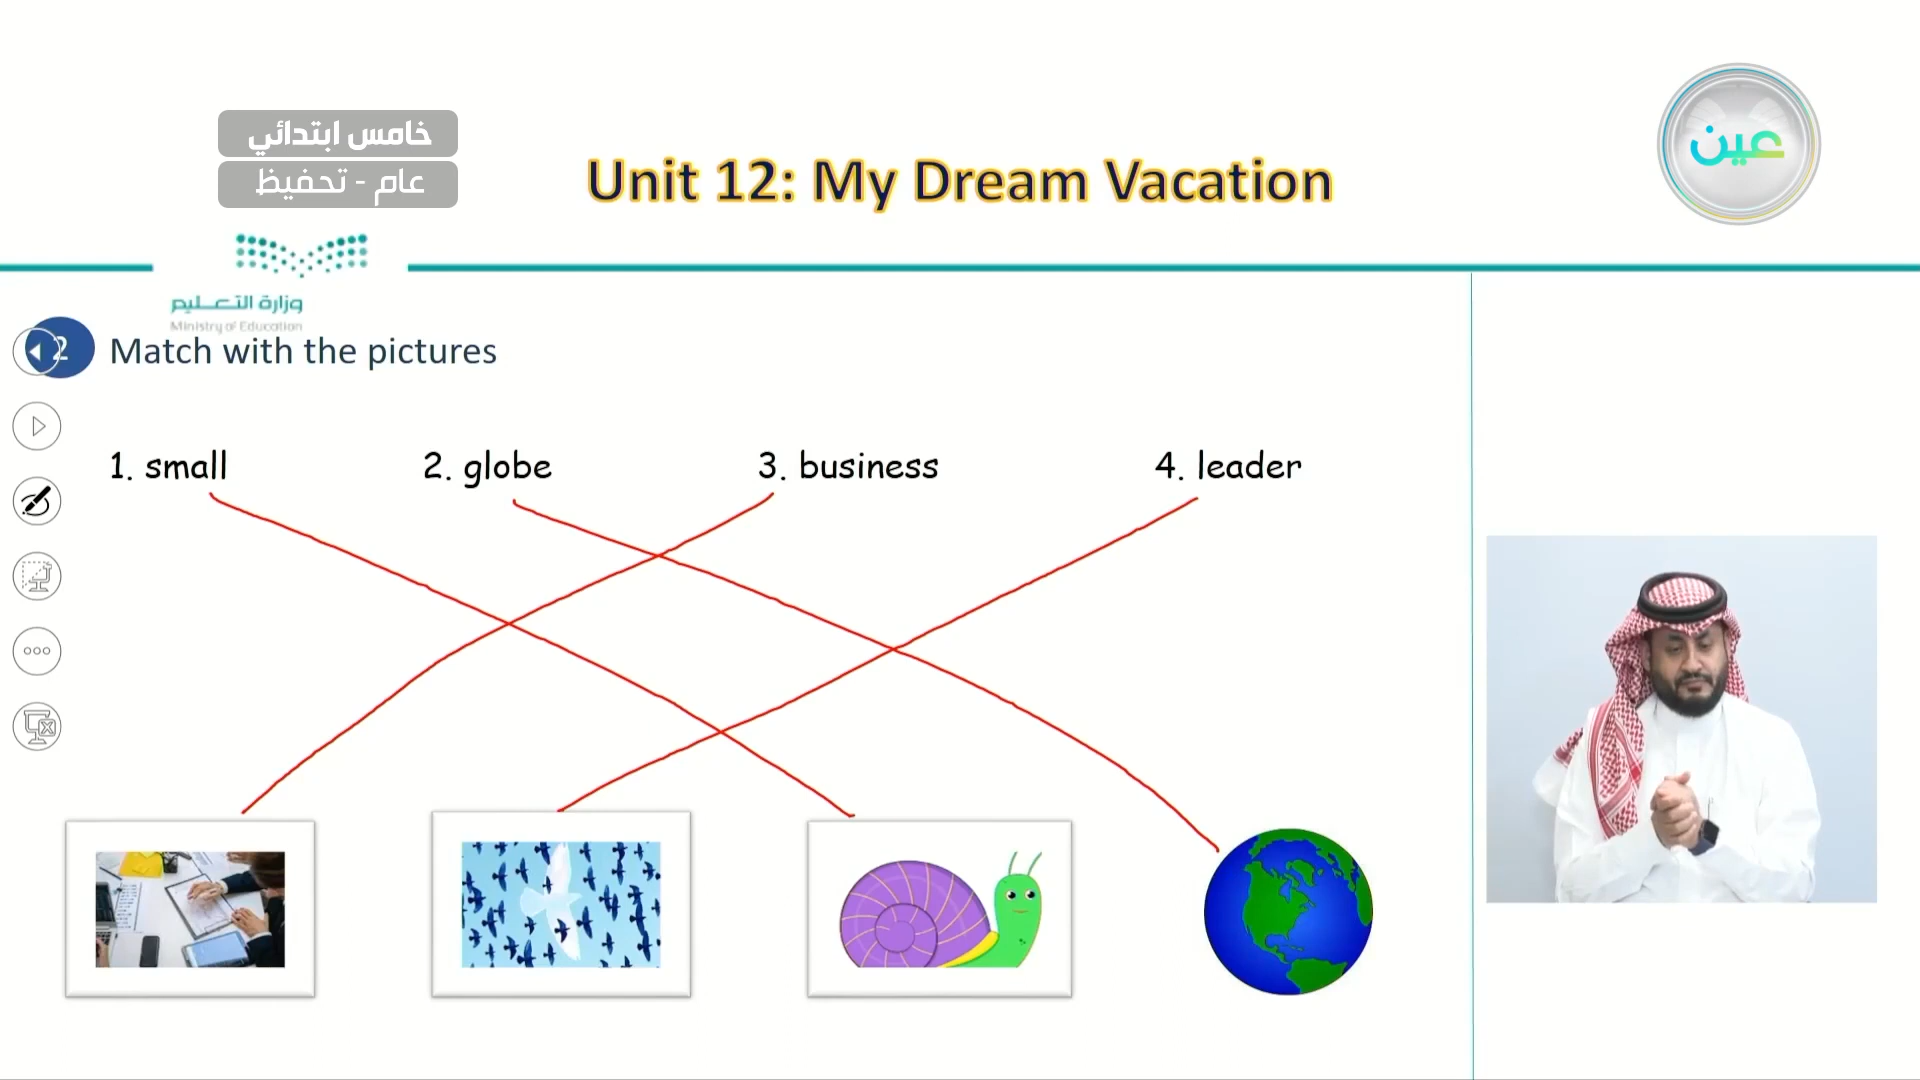 خامس ابتدائي
عام - تحفيظ
Unit 12: My Dream Vacation
عين
وزارة التعليم
Ministry of Education
2 Match with the pictures
1. small 2. globe 3. business 4. leader